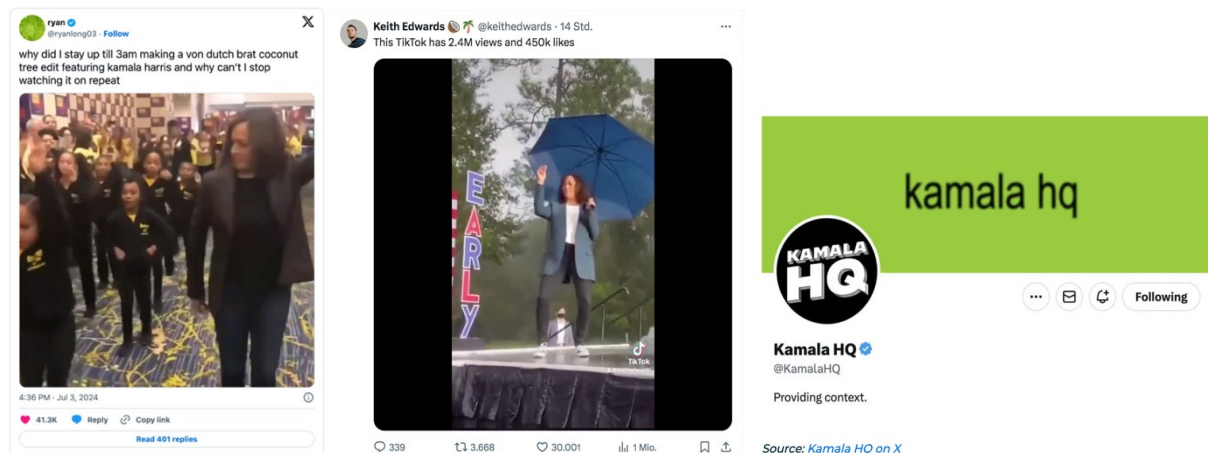 ryan
@ryanlong03 · Follow
why did I stay up till 3am making a von dutch brat coconut
tree edit featuring kamala harris and why can't I stop
watching it on repeat
4:36 PM · Jul 3, 2024
41.3K Reply Copy link
Read 401 replies
Keith Edwards @keithedwards · 14 Std.
This TikTok has 2.4M views and 450k likes
EARLY
TikTok
339 3.668 30.001 1 Mio.
kamala hq
KAMALA
HQ
Following
Kamala HQ
@KamalaHQ
Providing context.
Source: Kamala HQ on X